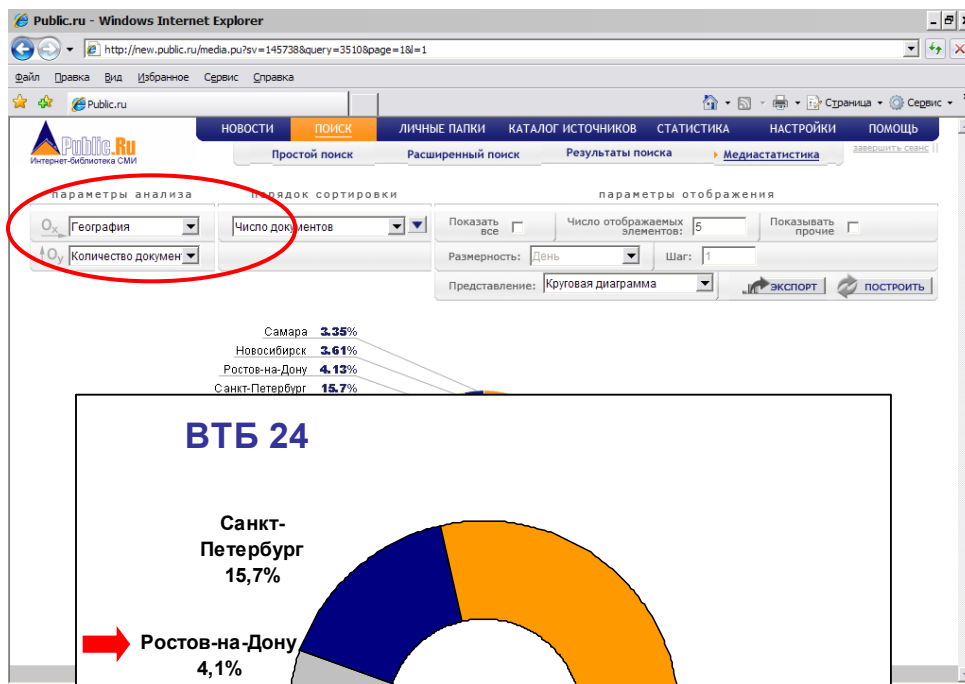 Public.ru - Windows Internet Explorer
http://new.public.ru/media.pu?sv=145738&query=3510&page=1&l=1
Файл Правка Вид Избранное Сервис Справка
Public.ru
Страница Сервис
Public.Ru
Интернет-библиотека СМИ
НОВОСТИ ПОИСК ЛИЧНЫЕ ПАПКИ КАТАЛОГ ИСТОЧНИКОВ СТАТИСТИКА НАСТРОЙКИ ПОМОЩЬ
Простой поиск Расширенный поиск Результаты поиска Медиастатистика завершить сеанс
параметры анализа порядок сортировки параметры отображения
Ox География Число документов Показать все Число отображаемых элементов: 5 Показывать прочие
Oy Количество документ Размерность: День Шаг: 1
Представление: Круговая диаграмма ЭКСПОРТ ПОСТРОИТЬ
Самара 3.35%
Новосибирск 3.61%
Ростов-на-Дону 4.13%
Санкт-Петербург 15.7%
ВТБ 24
Санкт-
Петербург
15,7%
Ростов-на-Дону
4,1%